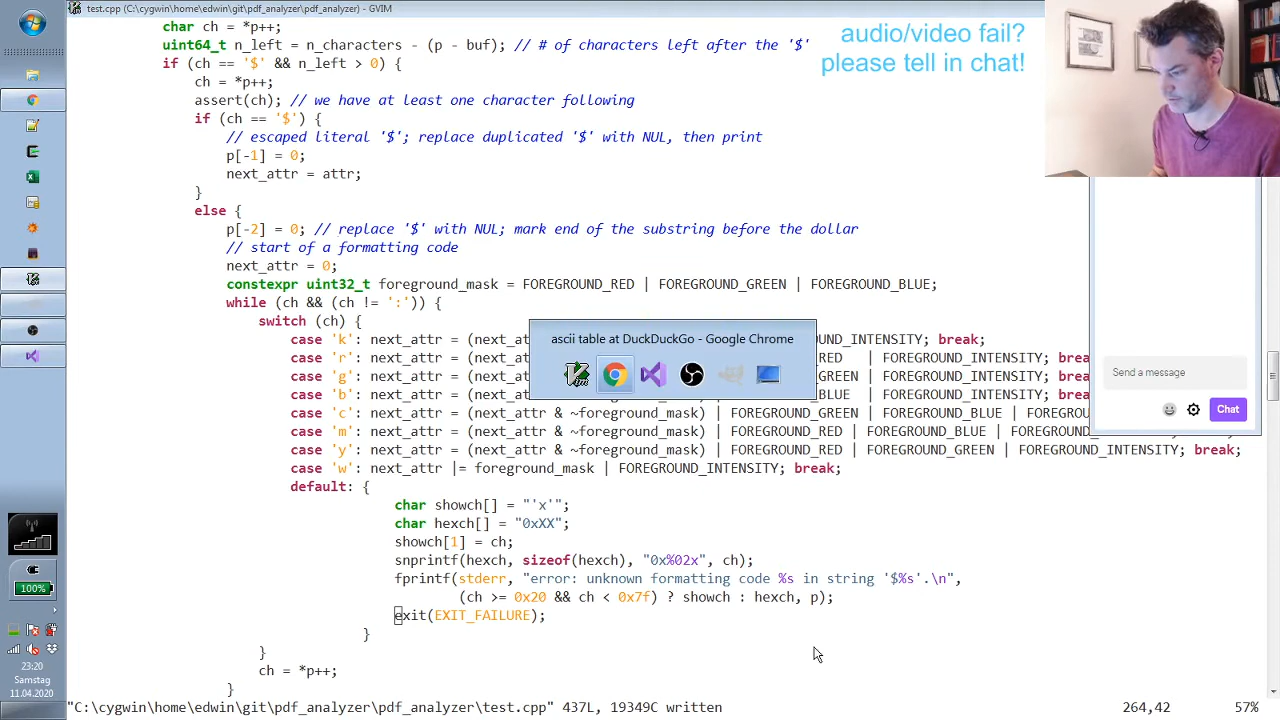 test.cpp (C:\cygwin\home\edwin\git\pdf_analyzer\pdf_analyzer) - GVIM
audio/video fail?
please tell in chat!
char ch = *p++;
uint64_t n_left = n_characters - (p - buf); // # of characters left after the '$'
if (ch == '$' && n_left > 0) {
ch = *p++;
assert(ch); // we have at least one character following
if (ch == '$') {
// escaped literal '$'; replace duplicated '$' with NUL, then print
p[-1] = 0;
next_attr = attr;
}
else {
p[-2] = 0; // replace '$' with NUL; mark end of the substring before the dollar
// start of a formatting code
next_attr = 0;
constexpr uint32_t foreground_mask = FOREGROUND_RED | FOREGROUND_GREEN | FOREGROUND_BLUE;
while (ch && (ch != ':')) {
switch (ch) {
ascii table at DuckDuckGo - Google Chrome
case 'k': next_attr = (next_at OUND_INTENSITY; break;
case 'r': next_attr = (next_at _RED | FOREGROUND_INTENSITY; brea
case 'g': next_attr = (next_at GREEN | FOREGROUND_INTENSITY; brea
case 'b': next_attr = (next_at BLUE | FOREGROUND_INTENSITY; brea
case 'c': next_attr = (next_attr & ~foreground_mask) | FOREGROUND_GREEN | FOREGROUND_BLUE |
case 'm': next_attr = (next_attr & ~foreground_mask) | FOREGROUND_RED | FOREGROUND_BLUE |
case 'y': next_attr = (next_attr & ~foreground_mask) | FOREGROUND_RED | FOREGROUND_GREEN | FOREGROUND_INTENSITY; break;
case 'w': next_attr |= foreground_mask | FOREGROUND_INTENSITY; break;
default: {
char showch[] = "'x'";
char hexch[] = "0xXX";
showch[1] = ch;
snprintf(hexch, sizeof(hexch), "0x%02x", ch);
fprintf(stderr, "error: unknown formatting code %s in string '$%s'.\n",
(ch >= 0x20 && ch < 0x7f) ? showch : hexch, p);
exit(EXIT_FAILURE);
}
}
ch = *p++;
}
Send a message
Chat
100%
23:20
Samstag
11.04.2020
"C:\cygwin\home\edwin\git\pdf_analyzer\pdf_analyzer\test.cpp" 437L, 19349C written 264,42 57%